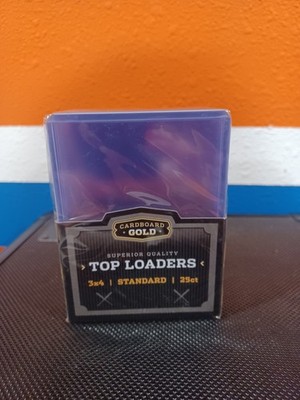 CARDBOARD
GOLD
SUPERIOR QUALITY
TOP LOADERS
3x4 | STANDARD | 25ct